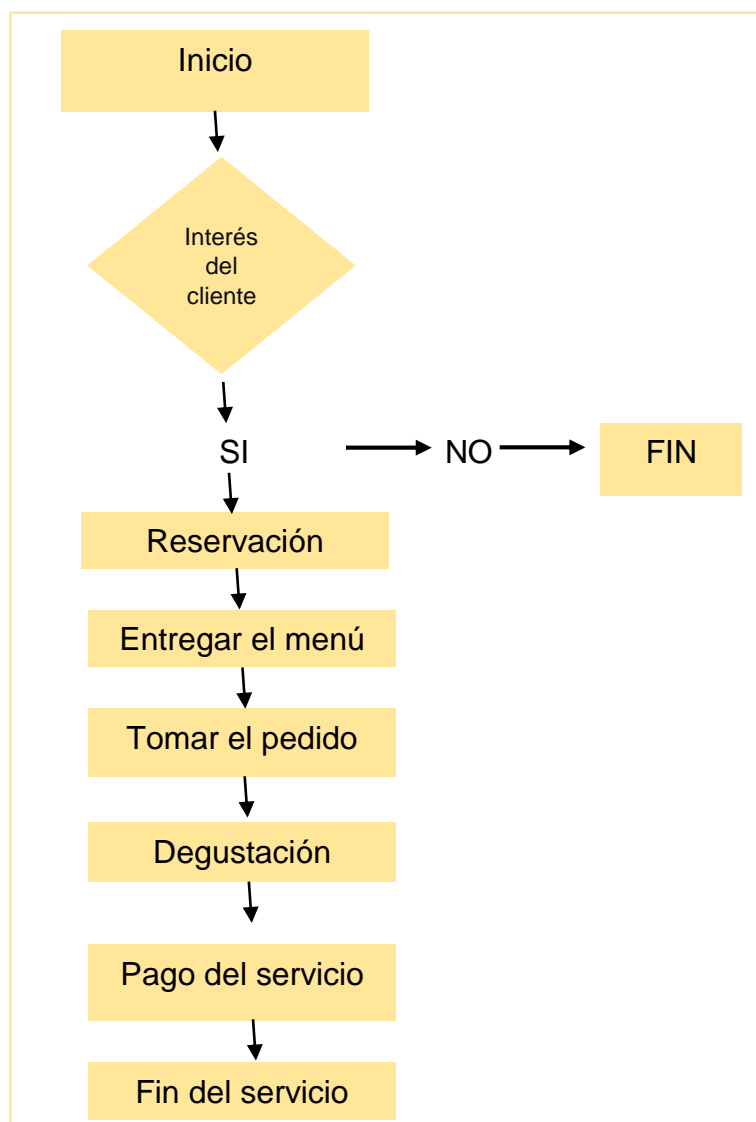 Inicio
Interés
del
cliente
SI
NO
FIN
Reservación
Entregar el menú
Tomar el pedido
Degustación
Pago del servicio
Fin del servicio